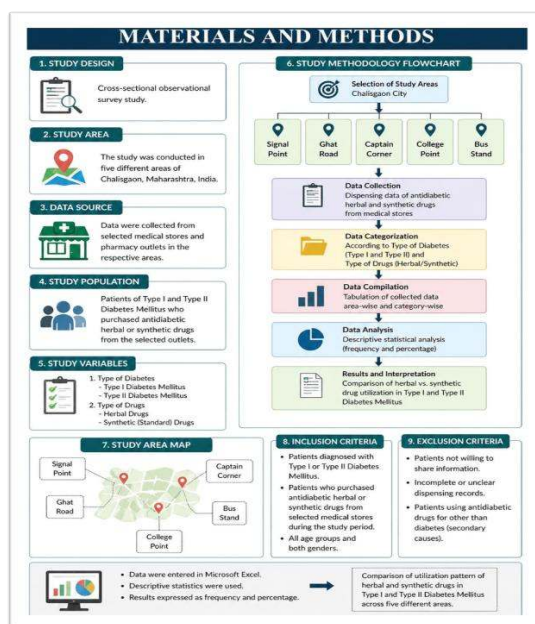 MATERIALS AND METHODS
1. STUDY DESIGN
Cross-sectional observational
survey study.
2. STUDY AREA
The study was conducted in
five different areas of
Chalisgaon, Maharashtra, India.
3. DATA SOURCE
Data were collected from
selected medical stores and
pharmacy outlets in the
respective areas.
4. STUDY POPULATION
Patients of Type I and Type II
Diabetes Mellitus who
purchased antidiabetic
herbal or synthetic drugs
from the selected outlets.
5. STUDY VARIABLES
1. Type of Diabetes
- Type I Diabetes Mellitus
- Type II Diabetes Mellitus
2. Type of Drugs
- Herbal Drugs
- Synthetic (Standard) Drugs
6. STUDY METHODOLOGY FLOWCHART
Selection of Study Areas
Chalisgaon City
Signal
Point
Ghat
Road
Captain
Corner
College
Point
Bus
Stand
Data Collection
Dispensing data of antidiabetic
herbal and synthetic drugs
from medical stores
Data Categorization
According to Type of Diabetes
(Type I and Type II) and
Type of Drugs (Herbal/Synthetic)
Data Compilation
Tabulation of collected data
area-wise and category-wise
Data Analysis
Descriptive statistical analysis
(frequency and percentage)
Results and Interpretation
Comparison of herbal vs. synthetic
drug utilization in Type I and Type II
Diabetes Mellitus
7. STUDY AREA MAP
Signal
Point
Captain
Corner
Ghat
Road
Bus
Stand
College
Point
8. INCLUSION CRITERIA
• Patients diagnosed with
Type I or Type II Diabetes
Mellitus.
• Patients who purchased
antidiabetic herbal or
synthetic drugs from
selected medical stores
during the study period.
• All age groups and
both genders.
9. EXCLUSION CRITERIA
• Patients not willing to
share information.
• Incomplete or unclear
dispensing records.
• Patients using antidiabetic
drugs for other than
diabetes (secondary
causes).
• Data were entered in Microsoft Excel.
• Descriptive statistics were used.
• Results expressed as frequency and percentage.
Comparison of utilization pattern of
herbal and synthetic drugs in
Type I and Type II Diabetes Mellitus
across five different areas.